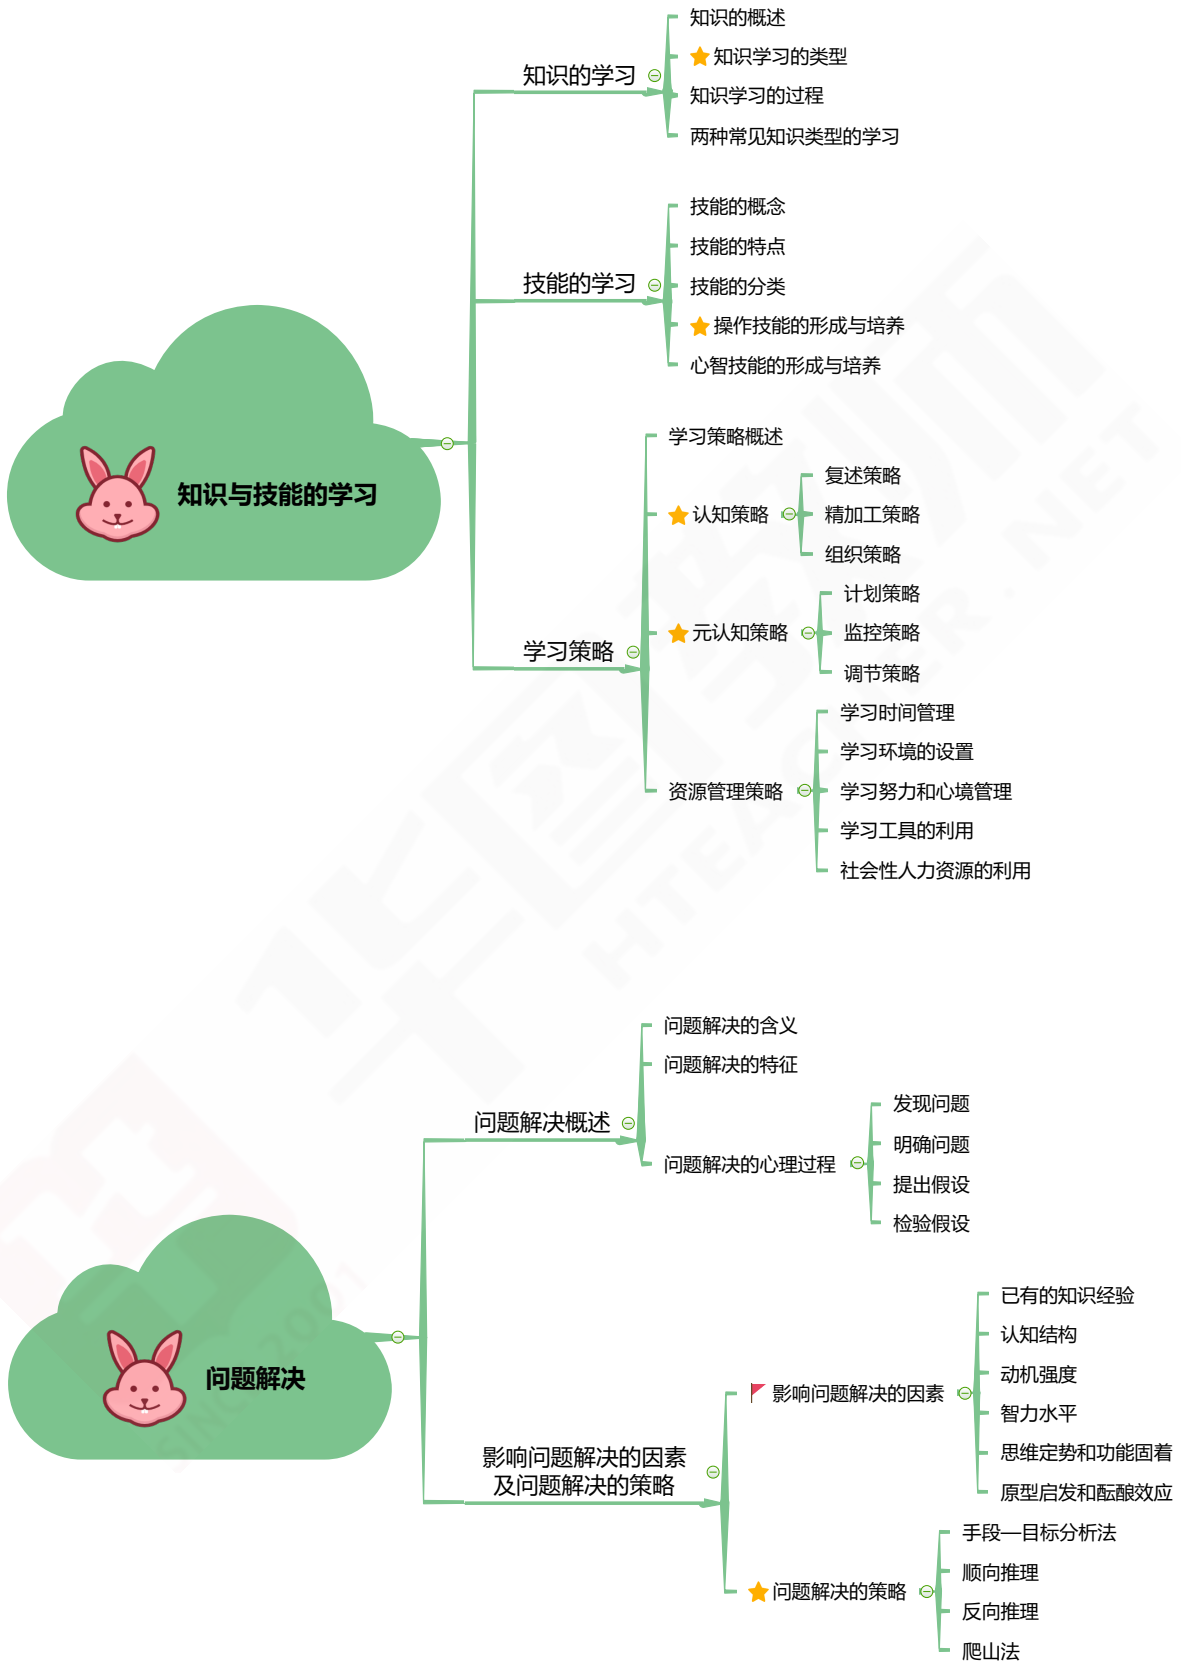 知识与技能的学习
知识的学习
知识的概述
知识学习的类型
知识学习的过程
两种常见知识类型的学习
技能的学习
技能的概念
技能的特点
技能的分类
操作技能的形成与培养
心智技能的形成与培养
学习策略
学习策略概述
认知策略
复述策略
精加工策略
组织策略
元认知策略
计划策略
监控策略
调节策略
资源管理策略
学习时间管理
学习环境的设置
学习努力和心境管理
学习工具的利用
社会性人力资源的利用
问题解决
问题解决概述
问题解决的含义
问题解决的特征
问题解决的心理过程
发现问题
明确问题
提出假设
检验假设
影响问题解决的因素
及问题解决的策略
影响问题解决的因素
已有的知识经验
认知结构
动机强度
智力水平
思维定势和功能固着
原型启发和酝酿效应
问题解决的策略
手段—目标分析法
顺向推理
反向推理
爬山法
华图教师
HTEACHER.NET
SINCE 2001